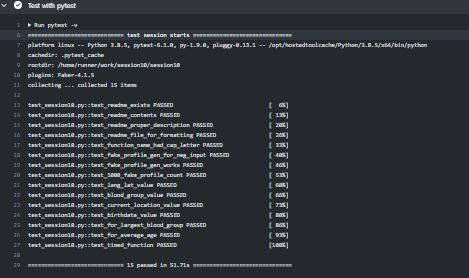 Test with pytest
1 ▶ Run pytest -v
6 ============================= test session starts ==============================
7 platform linux -- Python 3.8.5, pytest-6.1.0, py-1.9.0, pluggy-0.13.1 -- /opt/hostedtoolcache/Python/3.8.5/x64/bin/python
8 cachedir: .pytest_cache
9 rootdir: /home/runner/work/session10/session10
10 plugins: Faker-4.1.5
11 collecting ... collected 15 items
12
13 test_session10.py::test_readme_exists PASSED [ 6%]
14 test_session10.py::test_readme_contents PASSED [ 13%]
15 test_session10.py::test_readme_proper_description PASSED [ 20%]
16 test_session10.py::test_readme_file_for_formatting PASSED [ 26%]
17 test_session10.py::test_function_name_had_cap_letter PASSED [ 33%]
18 test_session10.py::test_fake_profile_gen_for_neg_input PASSED [ 40%]
19 test_session10.py::test_fake_profile_gen_works PASSED [ 46%]
20 test_session10.py::test_1000_fake_profile_count PASSED [ 53%]
21 test_session10.py::test_lang_lat_value PASSED [ 60%]
22 test_session10.py::test_blood_group_value PASSED [ 66%]
23 test_session10.py::test_current_location_value PASSED [ 73%]
24 test_session10.py::test_birthdate_value PASSED [ 80%]
25 test_session10.py::test_for_largest_blood_group PASSED [ 86%]
26 test_session10.py::test_for_average_age PASSED [ 93%]
27 test_session10.py::test_timed_function PASSED [100%]
28
29 ============================= 15 passed in 51.71s ==============================